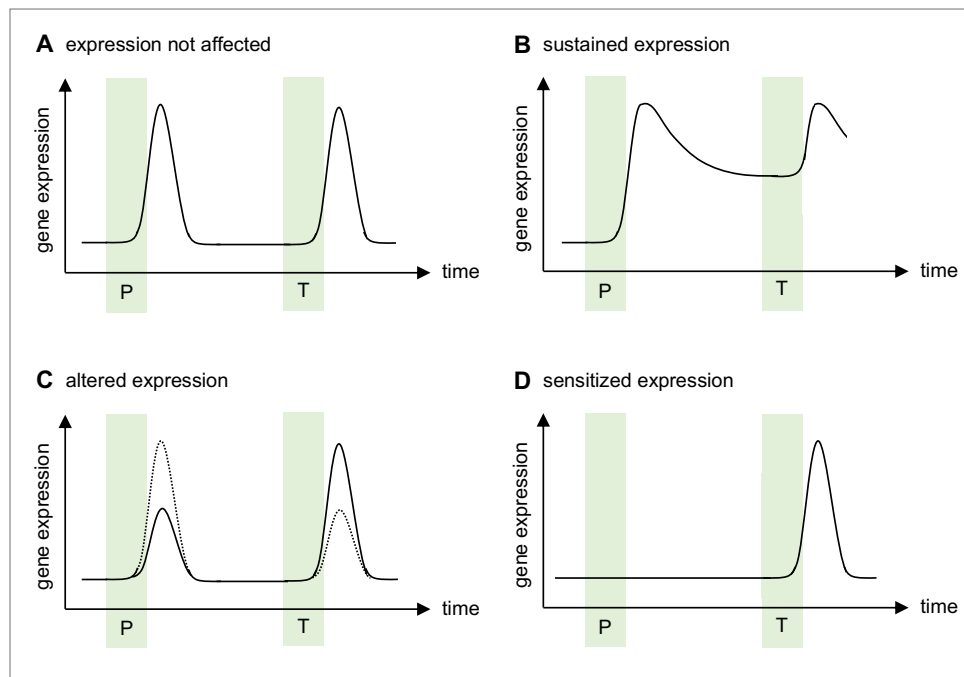 A expression not affected
gene expression
P
T
time
B sustained expression
gene expression
P
T
time
C altered expression
gene expression
P
T
time
D sensitized expression
gene expression
P
T
time